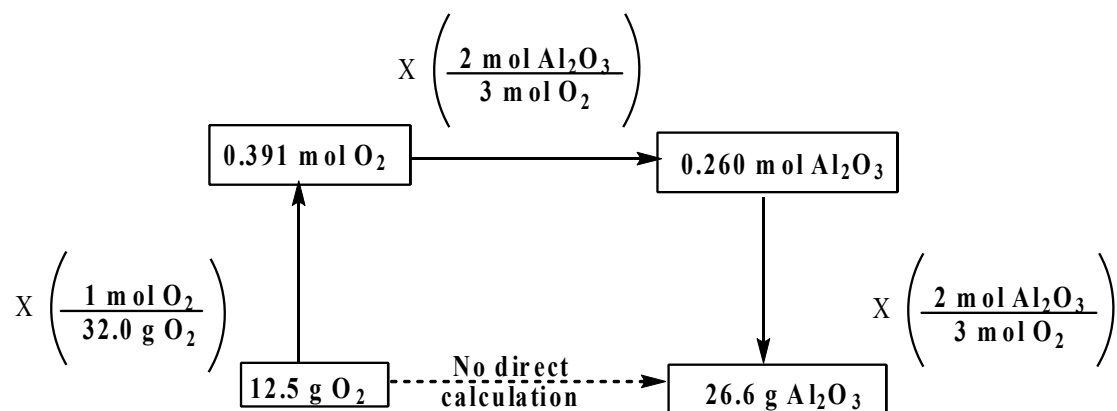 X ( 2 mol Al₂O₃ / 3 mol O₂ )
0.391 mol O₂
0.260 mol Al₂O₃
X ( 1 mol O₂ / 32.0 g O₂ )
X ( 2 mol Al₂O₃ / 3 mol O₂ )
12.5 g O₂
No direct
calculation
26.6 g Al₂O₃